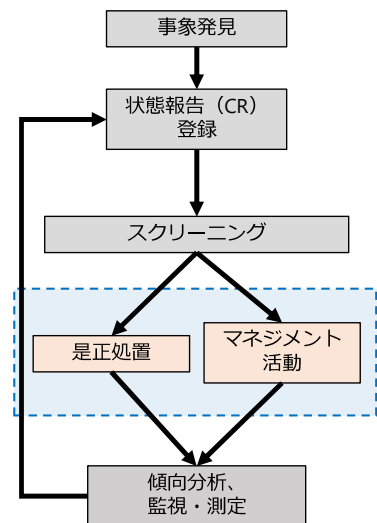 事象発見
状態報告（CR）
登録
スクリーニング
是正処置
マネジメント
活動
傾向分析、
監視・測定